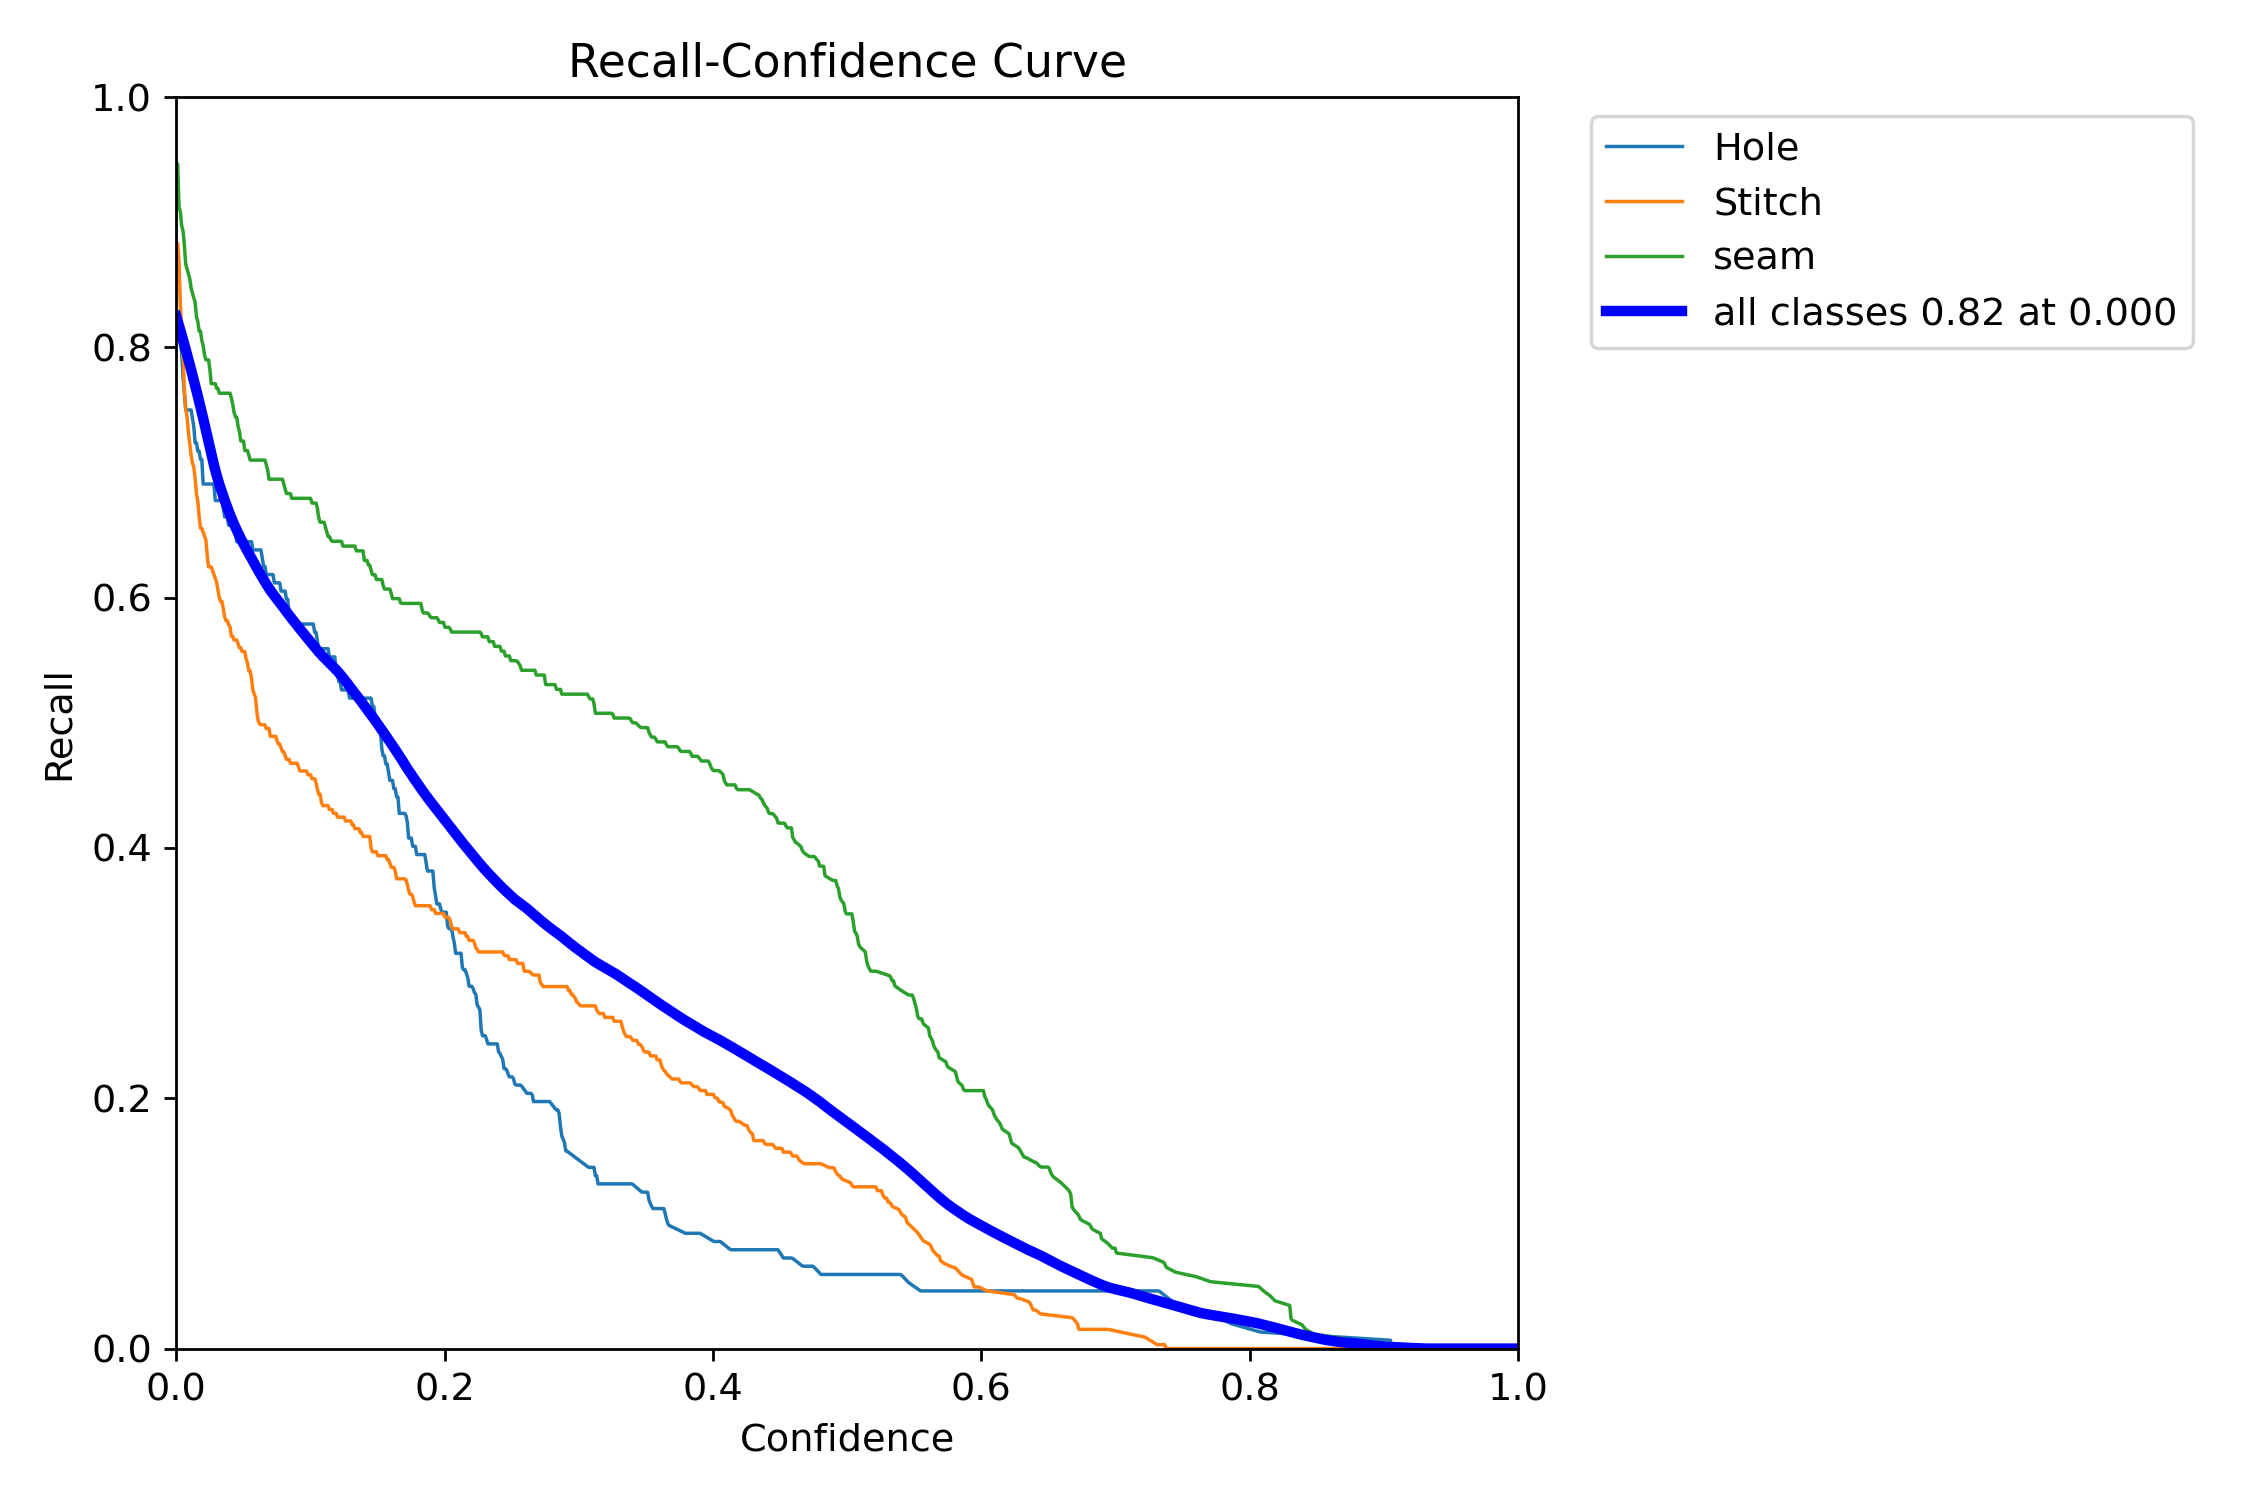 Recall-Confidence Curve
1.0
0.8
0.6
0.4
0.2
0.0
Recall
0.0 0.2 0.4 0.6 0.8 1.0
Confidence
Hole
Stitch
seam
all classes 0.82 at 0.000